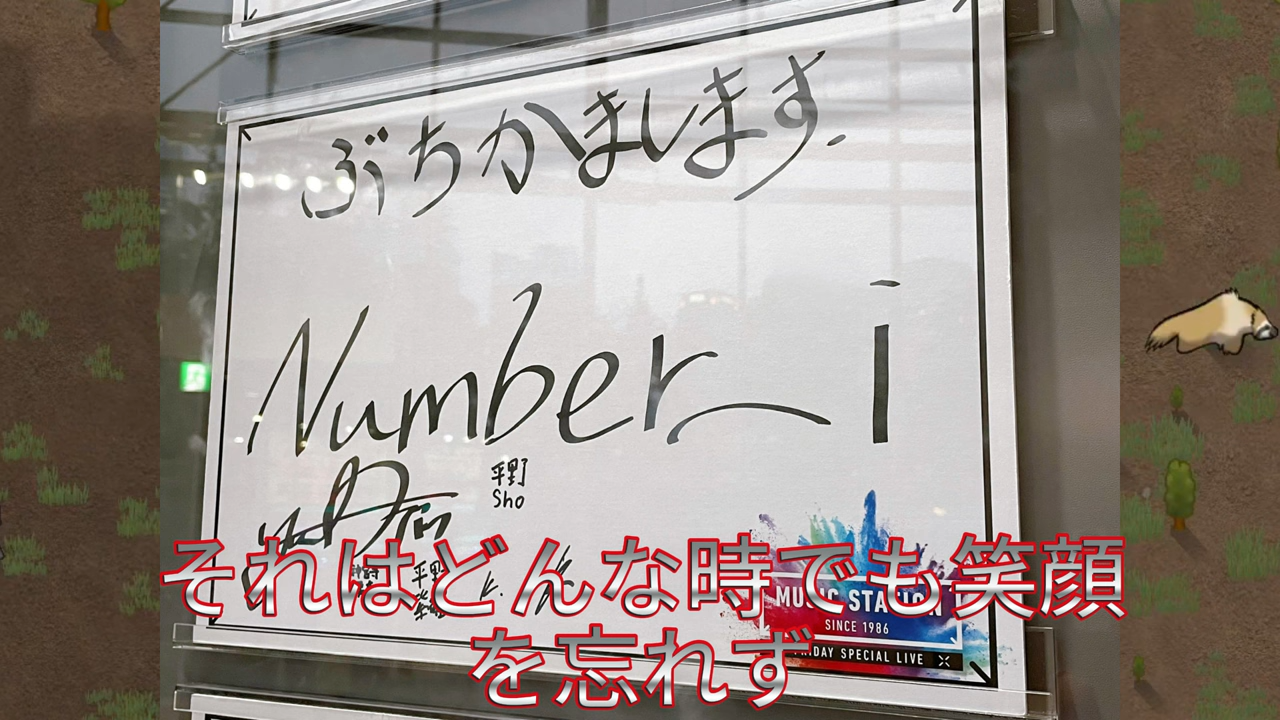 ぶちかまします.
Number_i
平野
Sho
それはどんな時でも笑顔
を忘れず
MUSIC STATION
SINCE 1986
FRIDAY SPECIAL LIVE